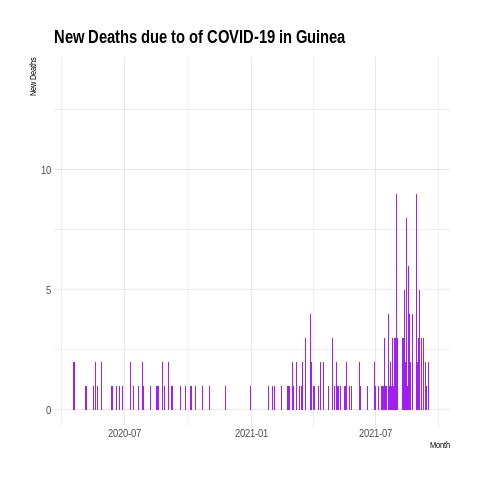 New Deaths due to of COVID-19 in Guinea
New Deaths
10
5
0
2020-07
2021-01
2021-07
Month